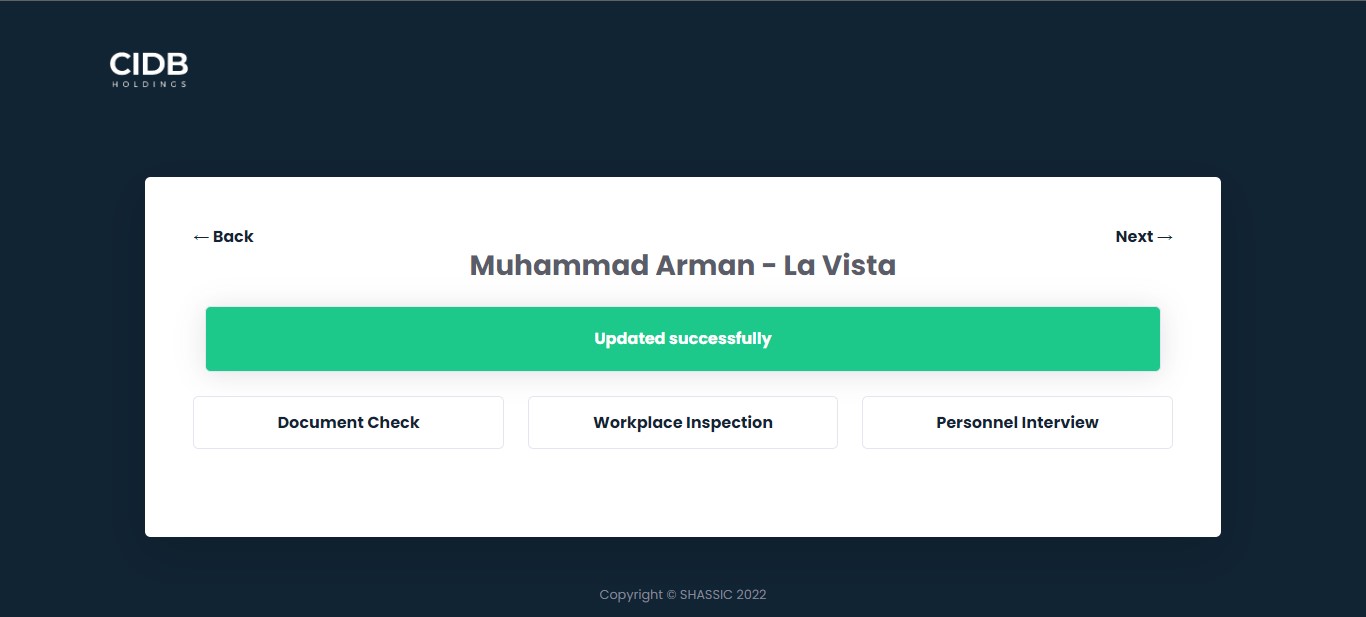 CIDB
HOLDINGS
← Back
Next →
Muhammad Arman - La Vista
Updated successfully
Document Check
Workplace Inspection
Personnel Interview
Copyright © SHASSIC 2022